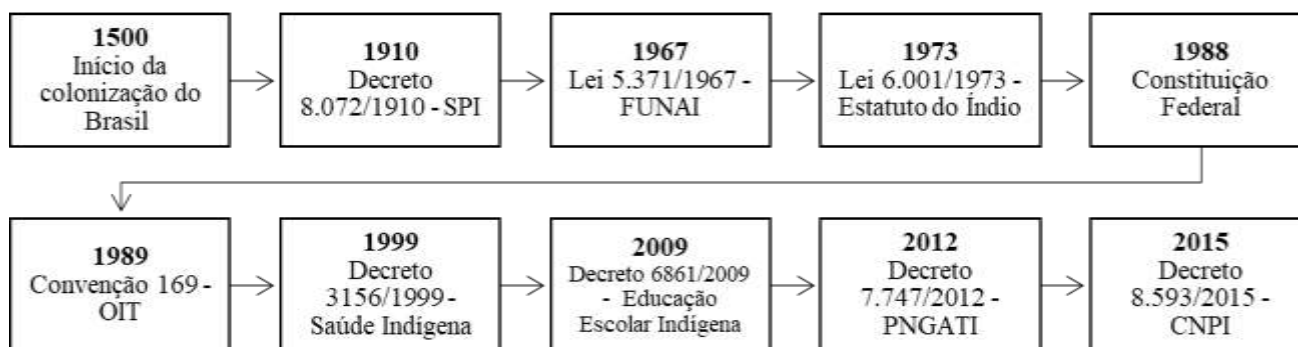 1500
Início da
colonização do
Brasil
1910
Decreto
8.072/1910 - SPI
1967
Lei 5.371/1967 -
FUNAI
1973
Lei 6.001/1973 -
Estatuto do Índio
1988
Constituição
Federal
1989
Convenção 169 -
OIT
1999
Decreto
3156/1999 -
Saúde Indígena
2009
Decreto 6861/2009
- Educação
Escolar Indígena
2012
Decreto
7.747/2012 -
PNGATI
2015
Decreto
8.593/2015 -
CNPI